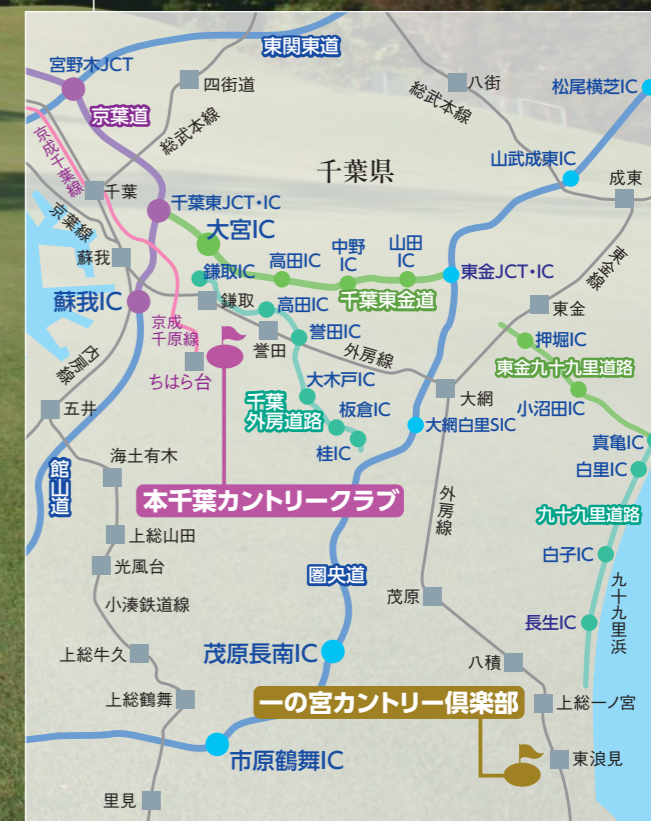 東関東道
宮野木JCT
四街道
八街
松尾横芝IC
京葉道
総武本線
総武本線
京成千葉線
千葉県
山武成東IC
成東
千葉
千葉東JCT・IC
京葉線
大宮IC
蘇我
鎌取IC
高田IC
中野
IC
山田
IC
東金JCT・IC
東金線
蘇我IC
鎌取
高田IC
千葉東金道
東金
京成
千原線
誉田
誉田IC
外房線
押堀IC
内房線
ちはら台
大木戸IC
東金九十九里道路
五井
千葉
外房道路
板倉IC
大網
小沼田IC
桂IC
大網白里SIC
真亀IC
海士有木
白里IC
館山道
本千葉カントリークラブ
外房線
九十九里道路
上総山田
光風台
圏央道
白子IC
九十九里浜
小湊鉄道線
茂原
長生IC
上総牛久
茂原長南IC
八積
上総鶴舞
一の宮カントリー倶楽部
上総一ノ宮
市原鶴舞IC
東浪見
里見